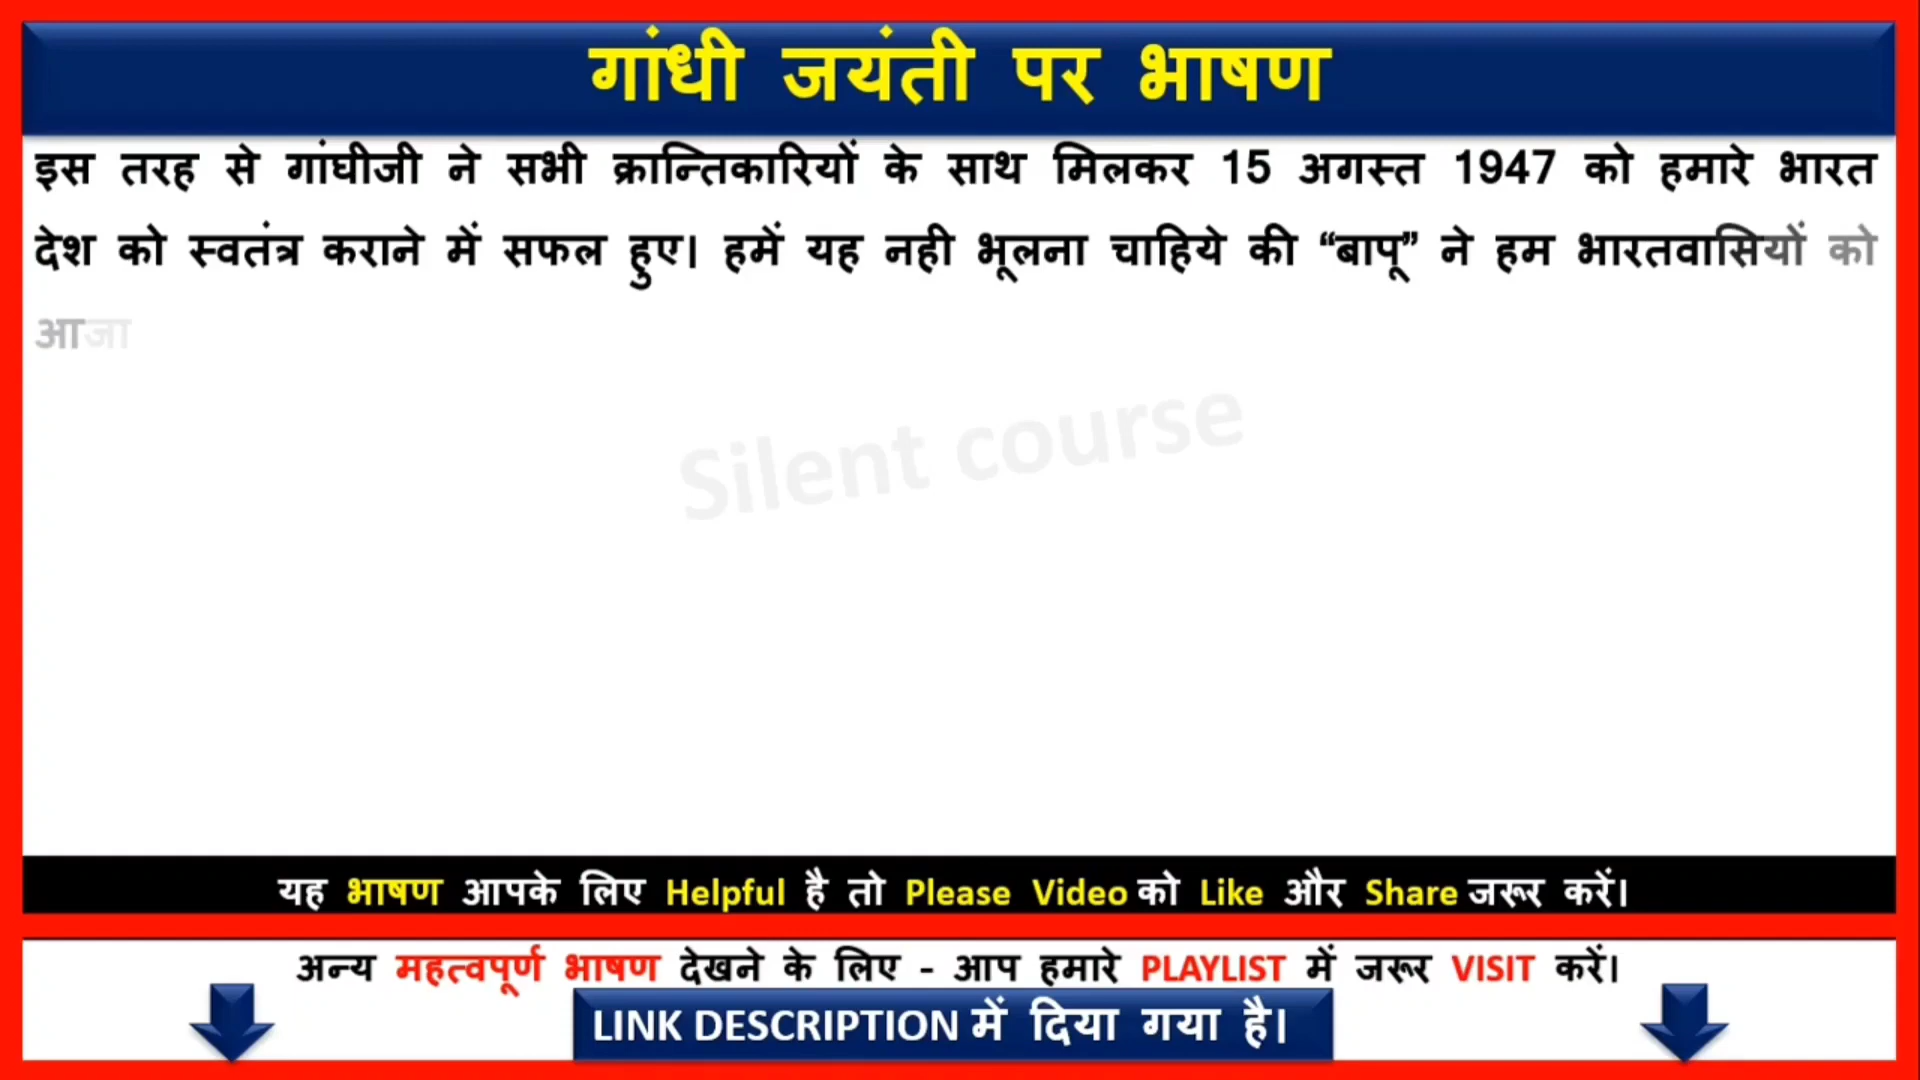 गांधी जयंती पर भाषण
इस तरह से गांघीजी ने सभी क्रान्तिकारियों के साथ मिलकर 15 अगस्त 1947 को हमारे भारत
देश को स्वतंत्र कराने में सफल हुए। हमें यह नही भूलना चाहिये की “बापू” ने हम भारतवासियों को
आजा
Silent course
यह भाषण आपके लिए Helpful है तो Please Video को Like और Share जरूर करें।
अन्य महत्वपूर्ण भाषण देखने के लिए - आप हमारे PLAYLIST में जरूर VISIT करें।
LINK DESCRIPTION में दिया गया है।